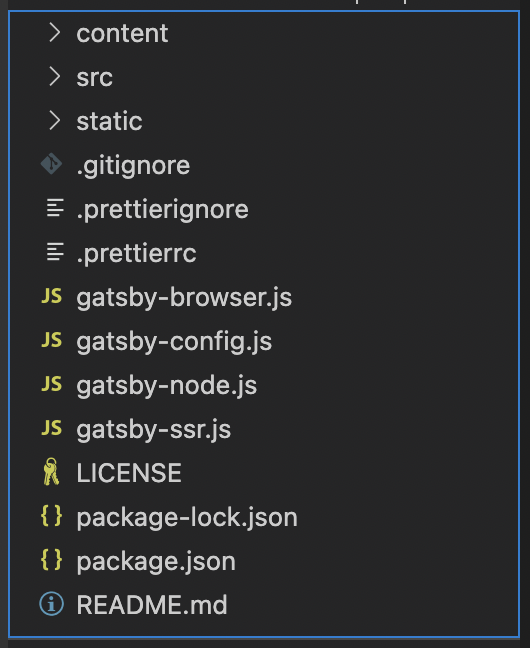 content
src
static
.gitignore
.prettierignore
.prettierrc
JS gatsby-browser.js
JS gatsby-config.js
JS gatsby-node.js
JS gatsby-ssr.js
LICENSE
{} package-lock.json
{} package.json
README.md